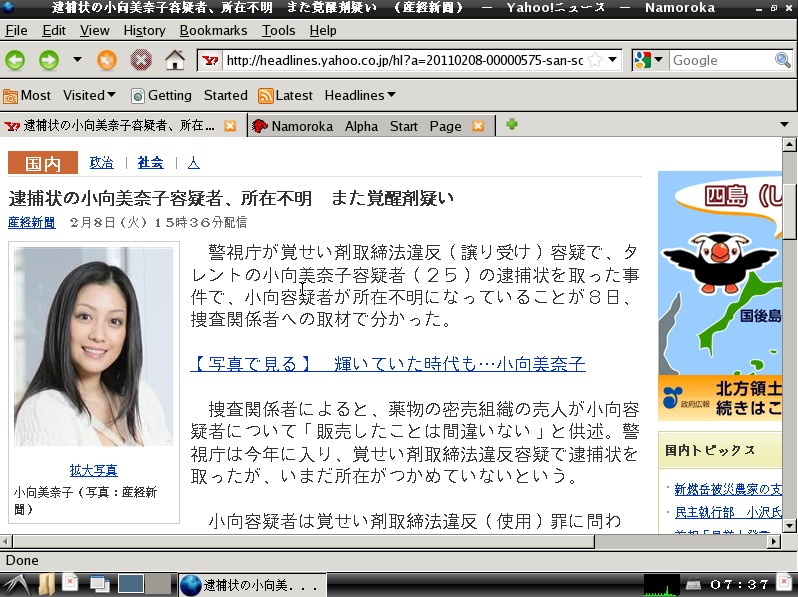 逮捕状の小向美奈子容疑者、所在不明 また覚醒剤疑い （産経新聞） － Yahoo!ニュース － Namoroka
File Edit View History Bookmarks Tools Help
http://headlines.yahoo.co.jp/hl?a=20110208-00000575-san-sc
Google
Most Visited Getting Started Latest Headlines
逮捕状の小向美奈子容疑者、所在...
Namoroka Alpha Start Page
国内 政治 | 社会 | 人
逮捕状の小向美奈子容疑者、所在不明 また覚醒剤疑い
産経新聞 2月8日（火）15時36分配信
警視庁が覚せい剤取締法違反（譲り受け）容疑で、タ
レントの小向美奈子容疑者（25）の逮捕状を取った事
件で、小向容疑者が所在不明になっていることが8日、
捜査関係者への取材で分かった。
【写真で見る】 輝いていた時代も…小向美奈子
捜査関係者によると、薬物の密売組織の売人が小向容
疑者について「販売したことは間違いない」と供述。警
視庁は今年に入り、覚せい剤取締法違反容疑で逮捕状を
取ったが、いまだ所在がつかめていないという。
小向容疑者は覚せい剤取締法違反（使用）罪に問わ
拡大写真
小向美奈子（写真：産経新
聞）
四島（し
国後島
政府広報
北方領土
続きはこ
国内トピックス
新燃岳被災農家の支
民主執行部 小沢氏
Done
逮捕状の小向美...
07:37